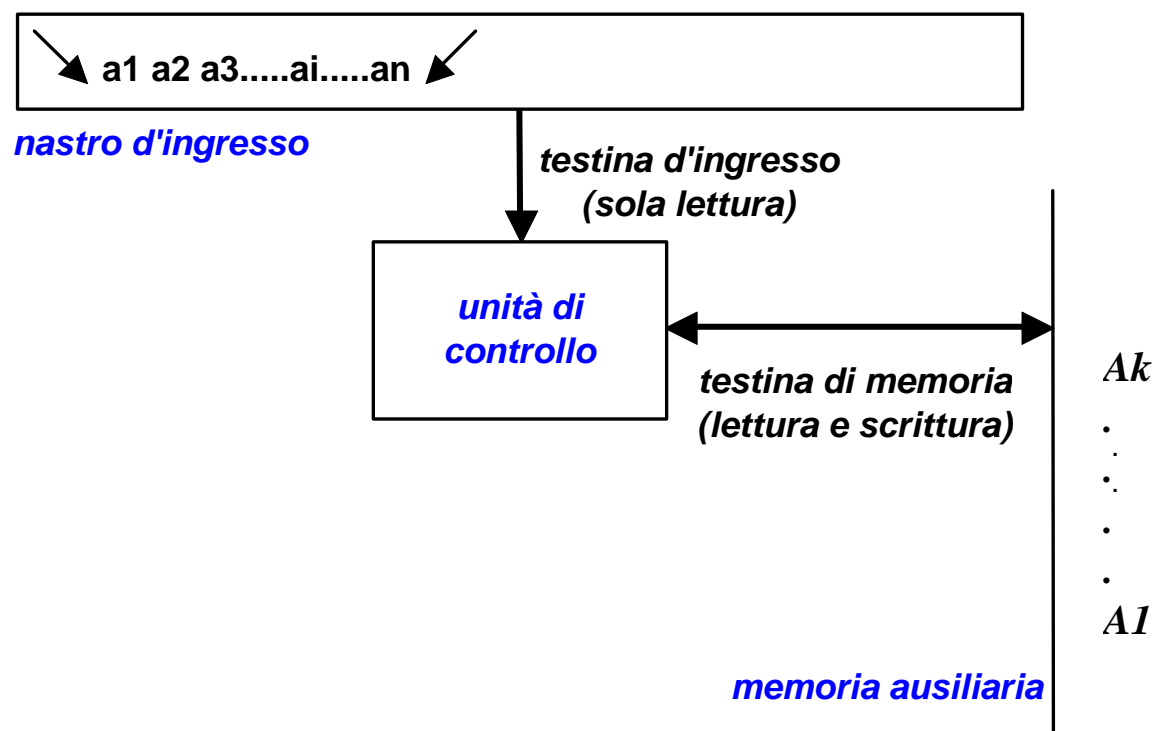 a1 a2 a3.....ai.....an
nastro d'ingresso
testina d'ingresso
(sola lettura)
unità di
controllo
testina di memoria
(lettura e scrittura)
Ak
A1
memoria ausiliaria